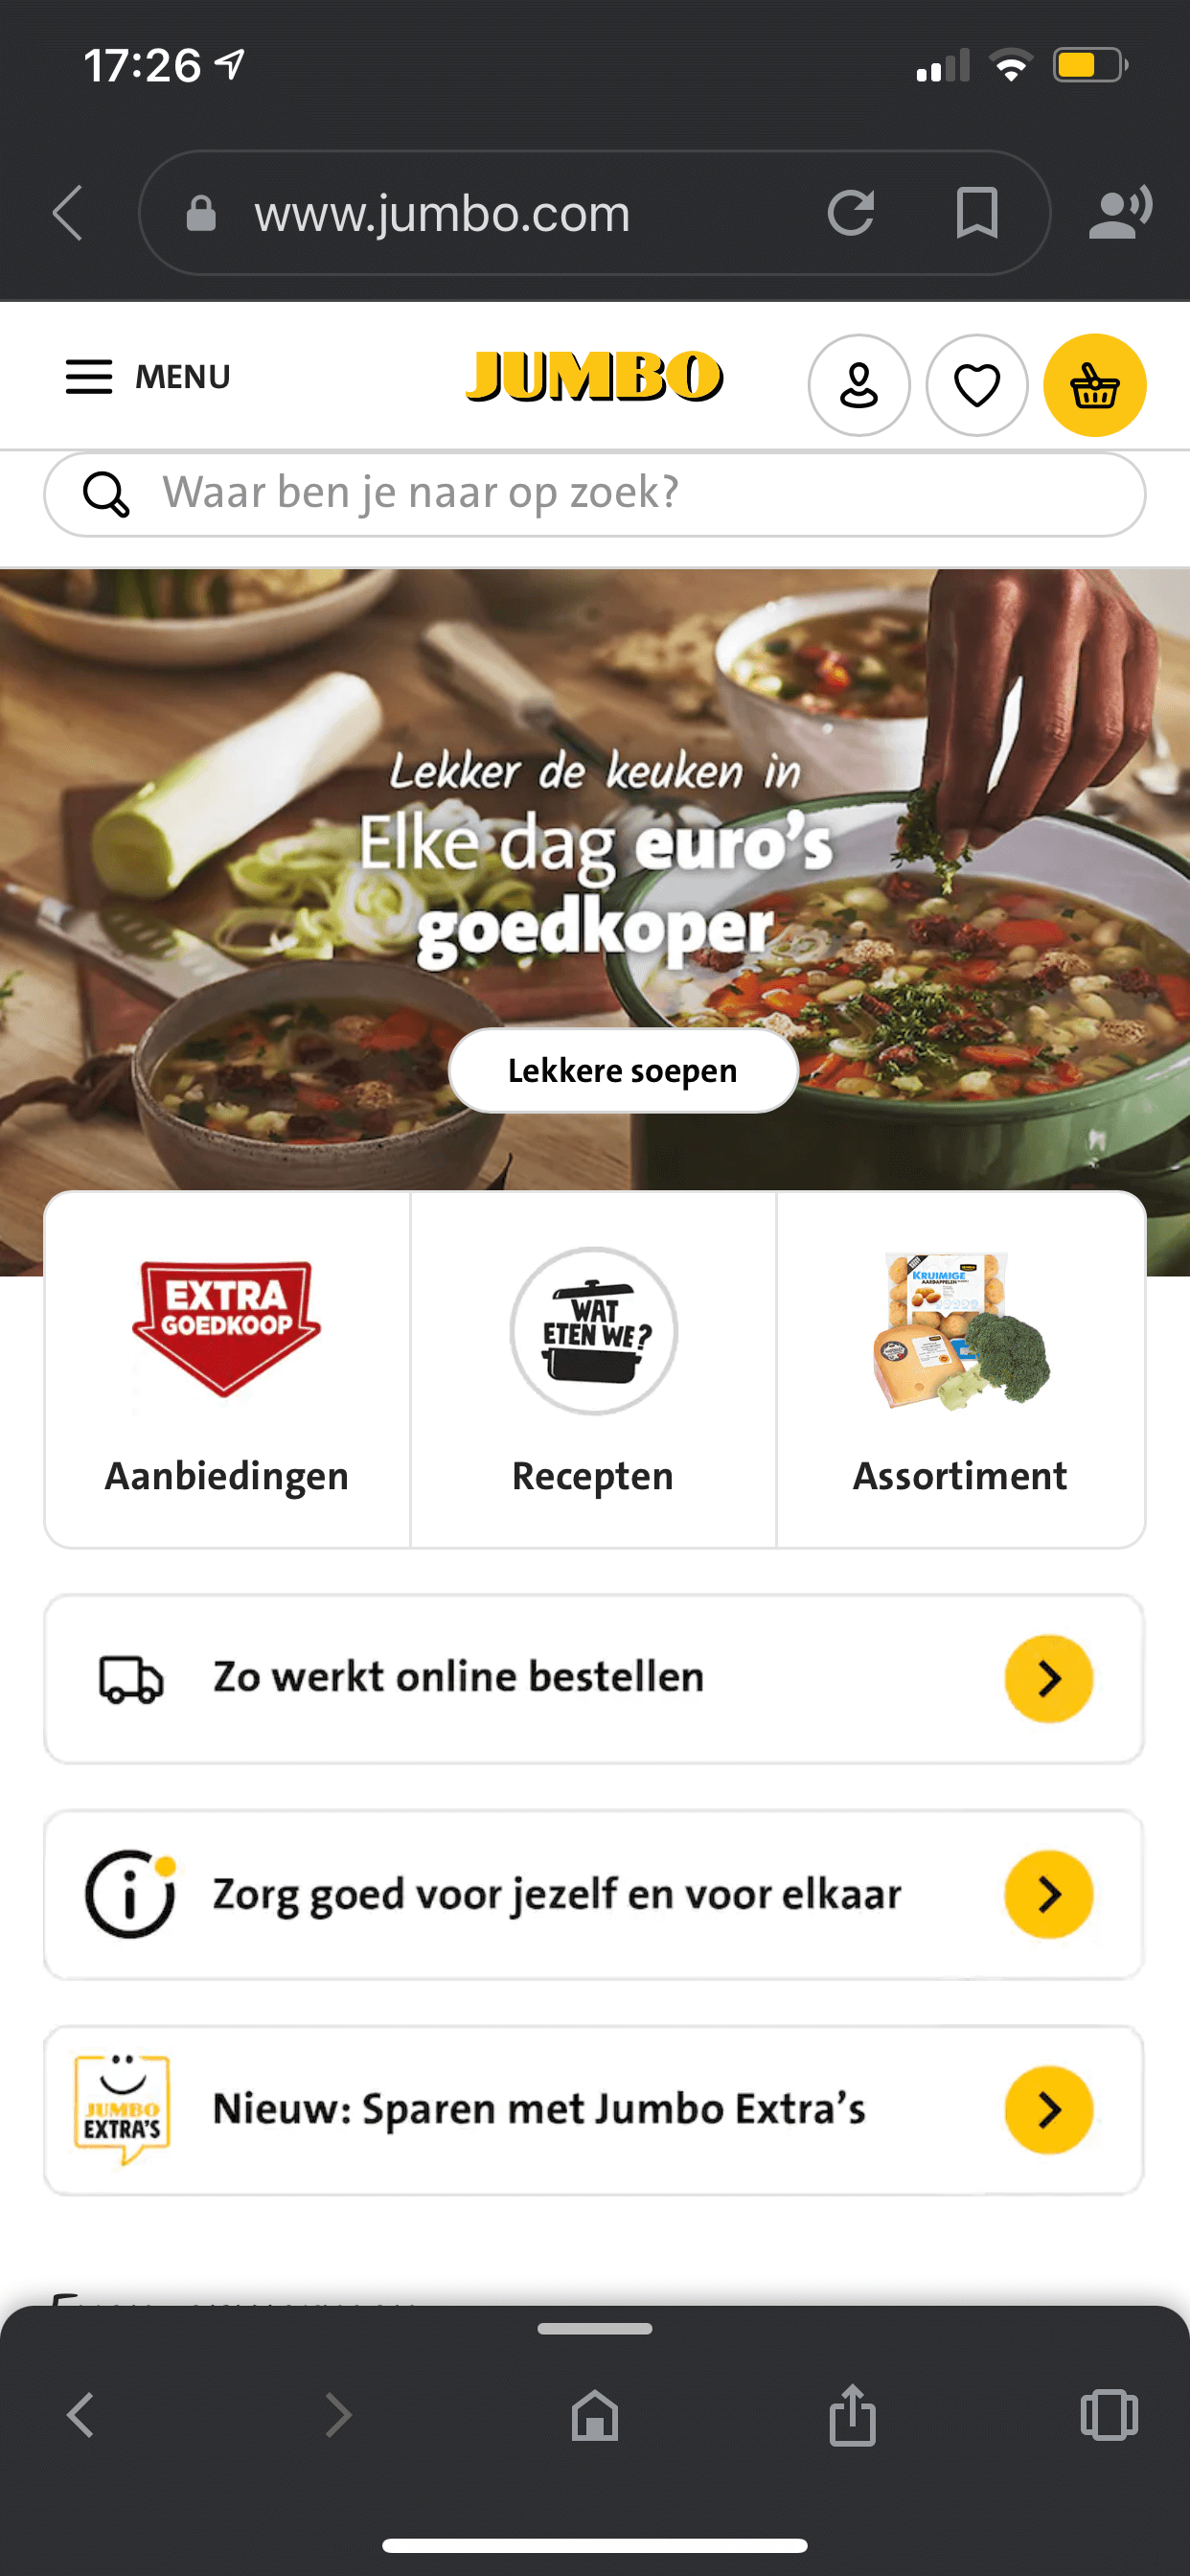 17:26
www.jumbo.com
MENU
JUMBO
Waar ben je naar op zoek?
Lekker de keuken in
Elke dag euro's
goedkoper
Lekkere soepen
EXTRA
GOEDKOOP
WAT
ETEN WE?
KRUIMIGE
AARDAPPELEN
Aanbiedingen
Recepten
Assortiment
Zo werkt online bestellen
Zorg goed voor jezelf en voor elkaar
JUMBO
EXTRA'S
Nieuw: Sparen met Jumbo Extra's